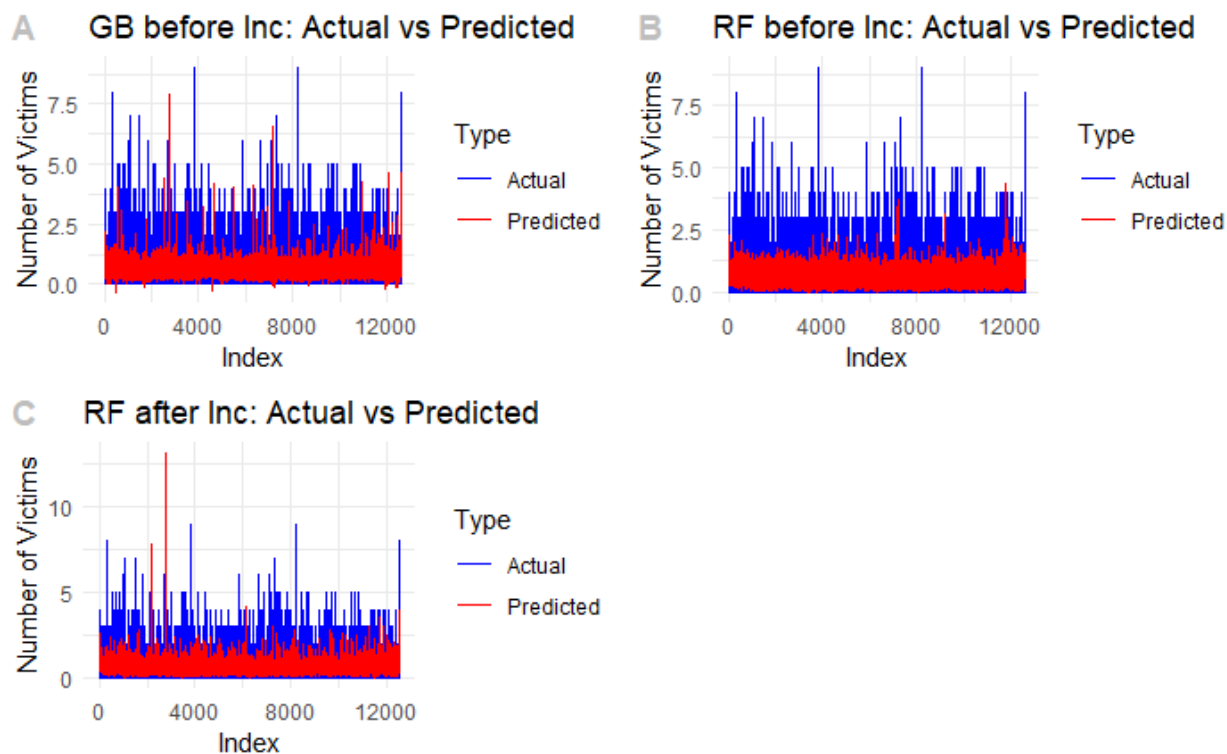 A GB before Inc: Actual vs Predicted
Number of Victims
7.5
5.0
2.5
0.0
0 4000 8000 12000
Index
Type
Actual
Predicted
B RF before Inc: Actual vs Predicted
Number of Victims
7.5
5.0
2.5
0.0
0 4000 8000 12000
Index
Type
Actual
Predicted
C RF after Inc: Actual vs Predicted
Number of Victims
10
5
0
0 4000 8000 12000
Index
Type
Actual
Predicted